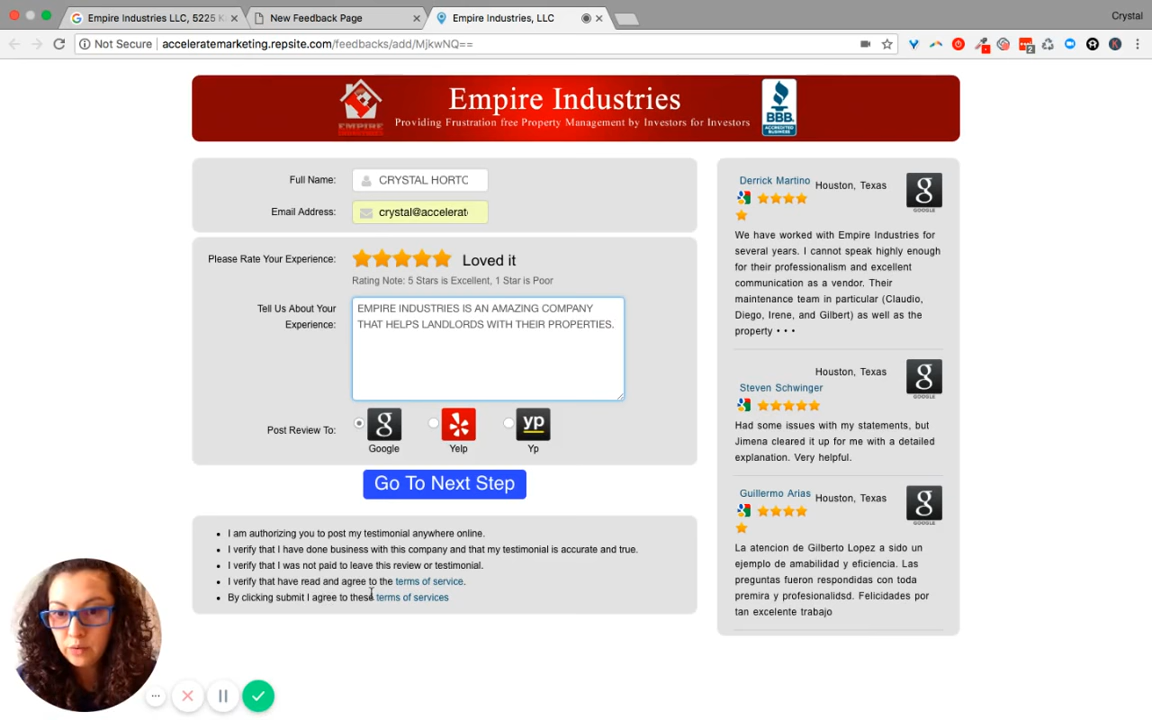 Empire Industries LLC, 5225 K
New Feedback Page
Empire Industries, LLC
Crystal
Not Secure
acceleratemarketing.repsite.com/feedbacks/add/MjkwNQ==
2
EMPIRE
Empire Industries
Providing Frustration free Property Management by Investors for Investors
BBB.
ACCREDITED
BUSINESS
Full Name:
CRYSTAL HORTC
Email Address:
crystal@accelerat
Please Rate Your Experience:
Loved it
Rating Note: 5 Stars is Excellent, 1 Star is Poor
Tell Us About Your
Experience:
EMPIRE INDUSTRIES IS AN AMAZING COMPANY
THAT HELPS LANDLORDS WITH THEIR PROPERTIES.
Post Review To:
g
Google
Yelp
yp
Yp
Go To Next Step
I am authorizing you to post my testimonial anywhere online.
I verify that I have done business with this company and that my testimonial is accurate and true.
I verify that I was not paid to leave this review or testimonial.
I verify that have read and agree to the terms of service.
By clicking submit I agree to these terms of services
Derrick Martino
Houston, Texas
g
GOOGLE
We have worked with Empire Industries for
several years. I cannot speak highly enough
for their professionalism and excellent
communication as a vendor. Their
maintenance team in particular (Claudio,
Diego, Irene, and Gilbert) as well as the
property • • •
Houston, Texas
Steven Schwinger
g
GOOGLE
Had some issues with my statements, but
Jimena cleared it up for me with a detailed
explanation. Very helpful.
Guillermo Arias
Houston, Texas
g
GOOGLE
La atencion de Gilberto Lopez a sido un
ejemplo de amabilidad y eficiencia. Las
preguntas fueron respondidas con toda
premira y profesionalidsd. Felicidades por
tan excelente trabajo